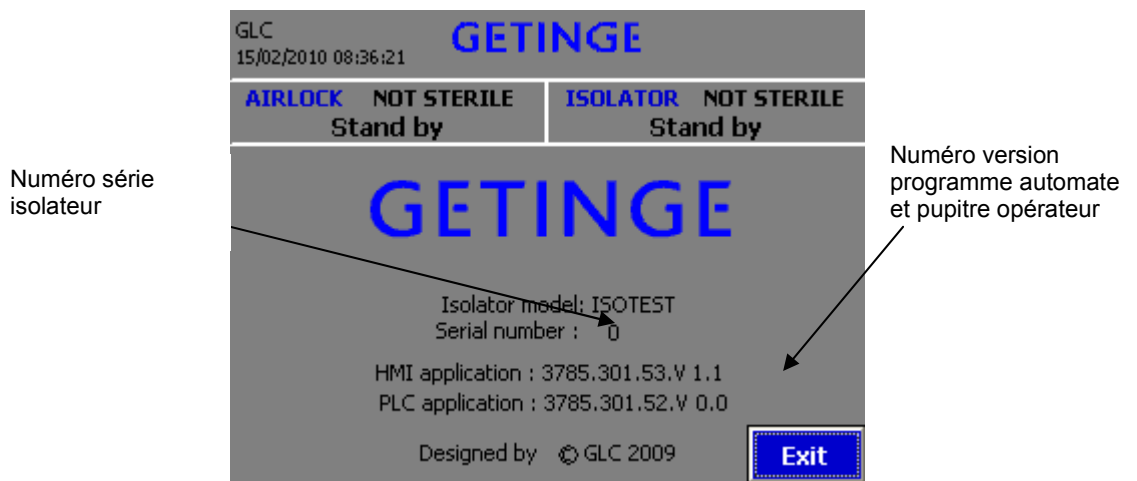 GLC
15/02/2010 08:36:21
GETINGE
AIRLOCK NOT STERILE
Stand by
ISOLATOR NOT STERILE
Stand by
Numéro série
isolateur
Numéro version
programme automate
et pupitre opérateur
GETINGE
Isolator model: ISOTEST
Serial number : 0
HMI application : 3785.301.53.V 1.1
PLC application : 3785.301.52.V 0.0
Designed by © GLC 2009
Exit